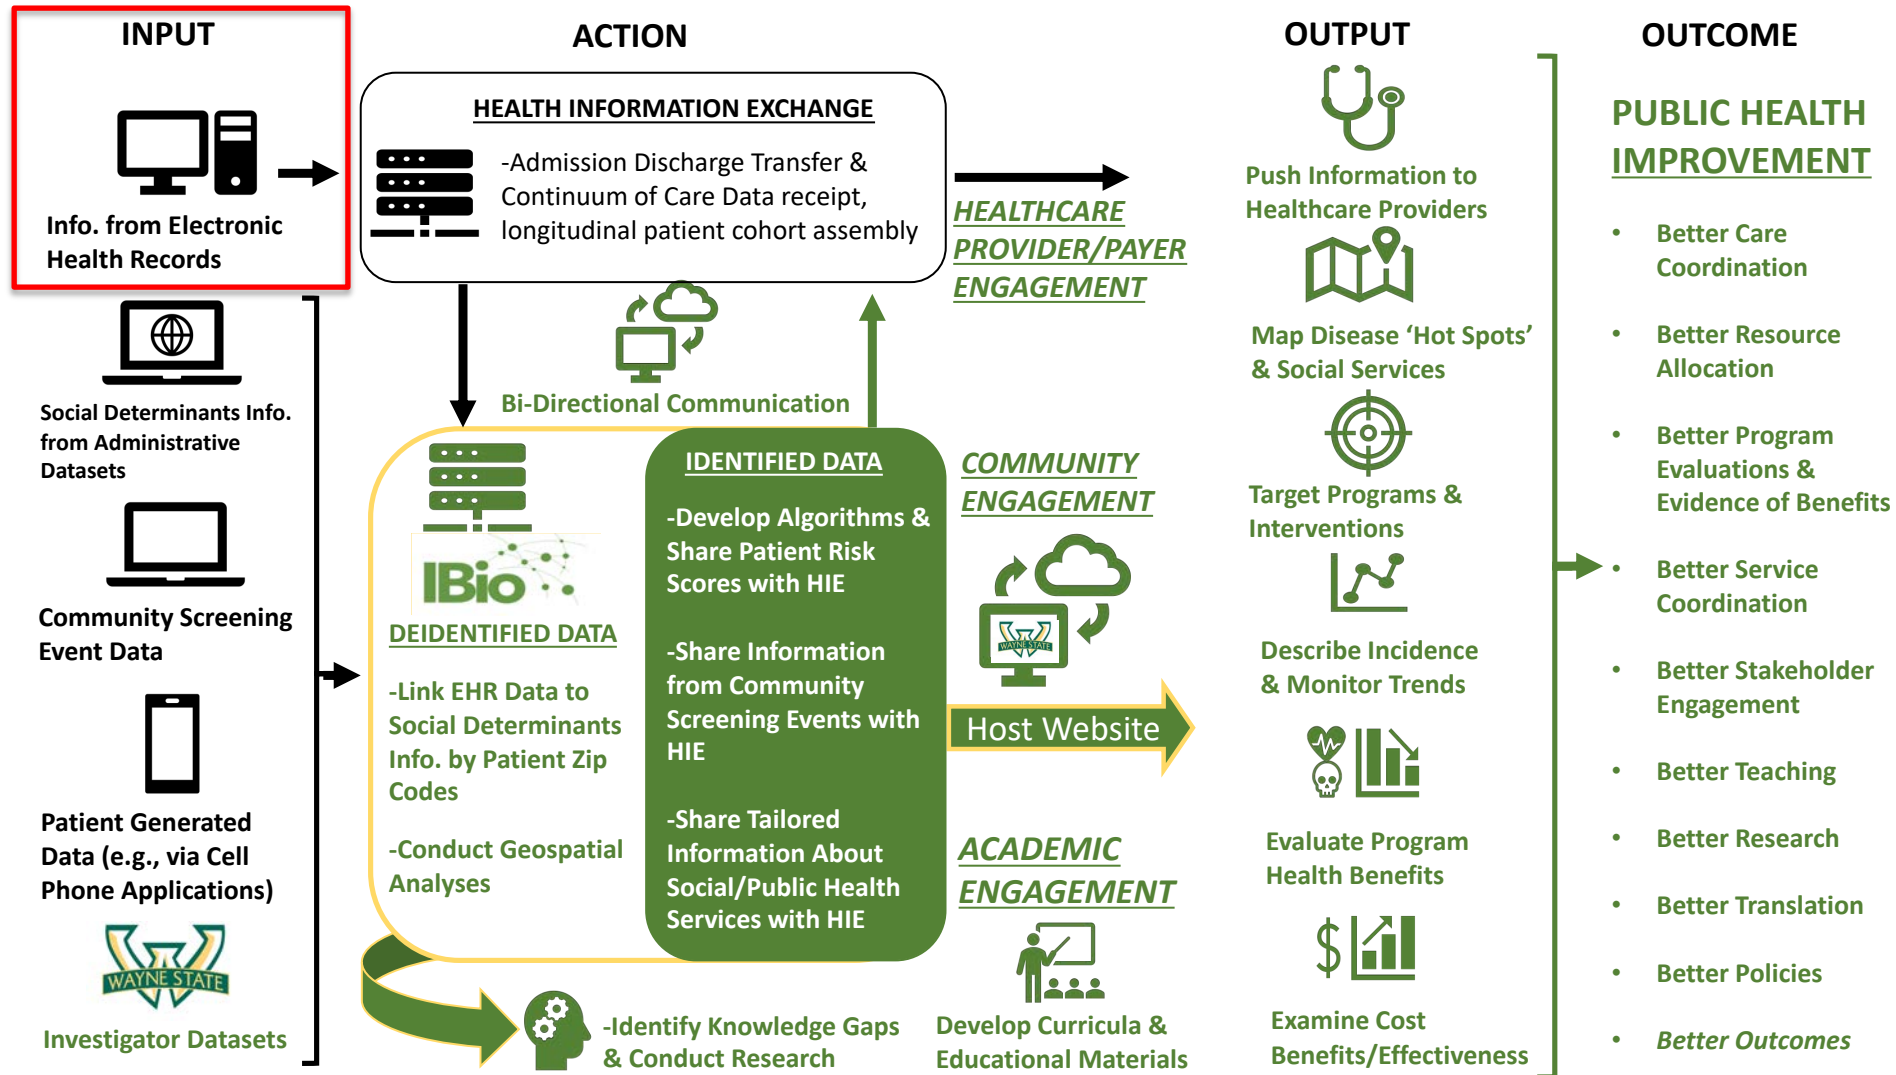 INPUT
Info. from Electronic
Health Records
Social Determinants Info.
from Administrative
Datasets
Community Screening
Event Data
Patient Generated
Data (e.g., via Cell
Phone Applications)
WAYNE STATE
Investigator Datasets
ACTION
HEALTH INFORMATION EXCHANGE
-Admission Discharge Transfer &
Continuum of Care Data receipt,
longitudinal patient cohort assembly
Bi-Directional Communication
IBio
DEIDENTIFIED DATA
-Link EHR Data to
Social Determinants
Info. by Patient Zip
Codes
-Conduct Geospatial
Analyses
IDENTIFIED DATA
-Develop Algorithms &
Share Patient Risk
Scores with HIE
-Share Information
from Community
Screening Events with
HIE
-Share Tailored
Information About
Social/Public Health
Services with HIE
-Identify Knowledge Gaps
& Conduct Research
HEALTHCARE
PROVIDER/PAYER
ENGAGEMENT
COMMUNITY
ENGAGEMENT
WAYNE STATE
Host Website
ACADEMIC
ENGAGEMENT
Develop Curricula &
Educational Materials
OUTPUT
Push Information to
Healthcare Providers
Map Disease ‘Hot Spots’
& Social Services
Target Programs &
Interventions
Describe Incidence
& Monitor Trends
Evaluate Program
Health Benefits
$
Examine Cost
Benefits/Effectiveness
OUTCOME
PUBLIC HEALTH
IMPROVEMENT
• Better Care
Coordination
• Better Resource
Allocation
• Better Program
Evaluations &
Evidence of Benefits
• Better Service
Coordination
• Better Stakeholder
Engagement
• Better Teaching
• Better Research
• Better Translation
• Better Policies
• Better Outcomes